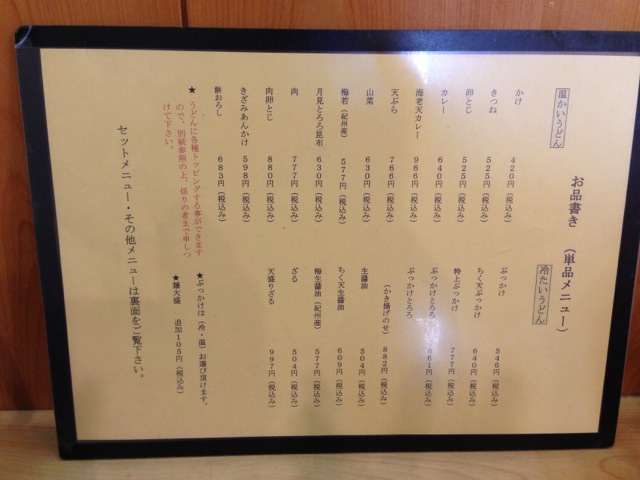 お品書き　（単品メニュー）
温かいうどん
かけ　４２０円（税込み）
きつね　５２５円（税込み）
卵とじ　５２５円（税込み）
カレー　６４０円（税込み）
海老天カレー　９６６円（税込み）
天ぷら　７６６円（税込み）
山菜　６３０円（税込み）
梅若（紀州産）　５７７円（税込み）
月見とろろ昆布　６３０円（税込み）
肉　７７７円（税込み）
肉卵とじ　８８０円（税込み）
きざみあんかけ　５９８円（税込み）
餅おろし　６８３円（税込み）
★うどんに各種トッピングする事ができます
ので、別紙参照の上、係りの者まで申しつ
けて下さい。
冷たいうどん
ぶっかけ　５４６円（税込み）
ちく天ぶっかけ　６４０円（税込み）
特上ぶっかけ　７７７円（税込み）
ぶっかけとろろ　６６１円（税込み）
ぶっかけとろろ
（かき揚げのせ）　８８２円（税込み）
生醤油　５０４円（税込み）
ちく天生醤油　６０９円（税込み）
梅生醤油（紀州産）　５７７円（税込み）
ざる　５０４円（税込み）
天盛りざる　９９７円（税込み）
★ぶっかけは（冷・温）お選び頂けます。
★麺大盛　追加１０５円（税込み）
セットメニュー・その他メニューは裏面をご覧下さい。